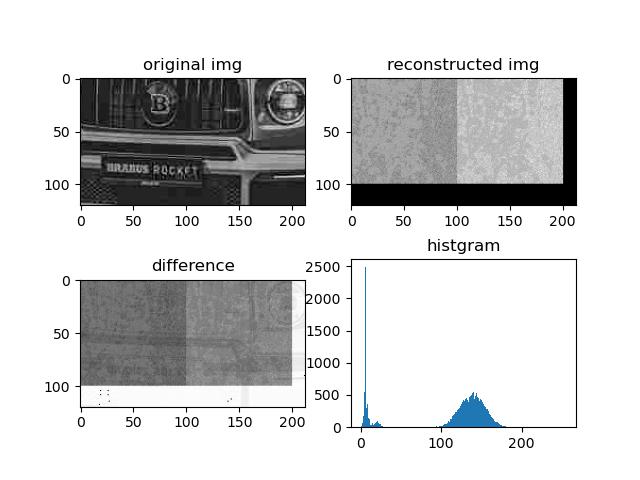 original img
0
50
100
0 50 100 150 200
B
BRABUS ROCKET
reconstructed img
0
50
100
0 50 100 150 200
difference
0
50
100
0 50 100 150 200
histgram
2500
2000
1500
1000
500
0
0 100 200